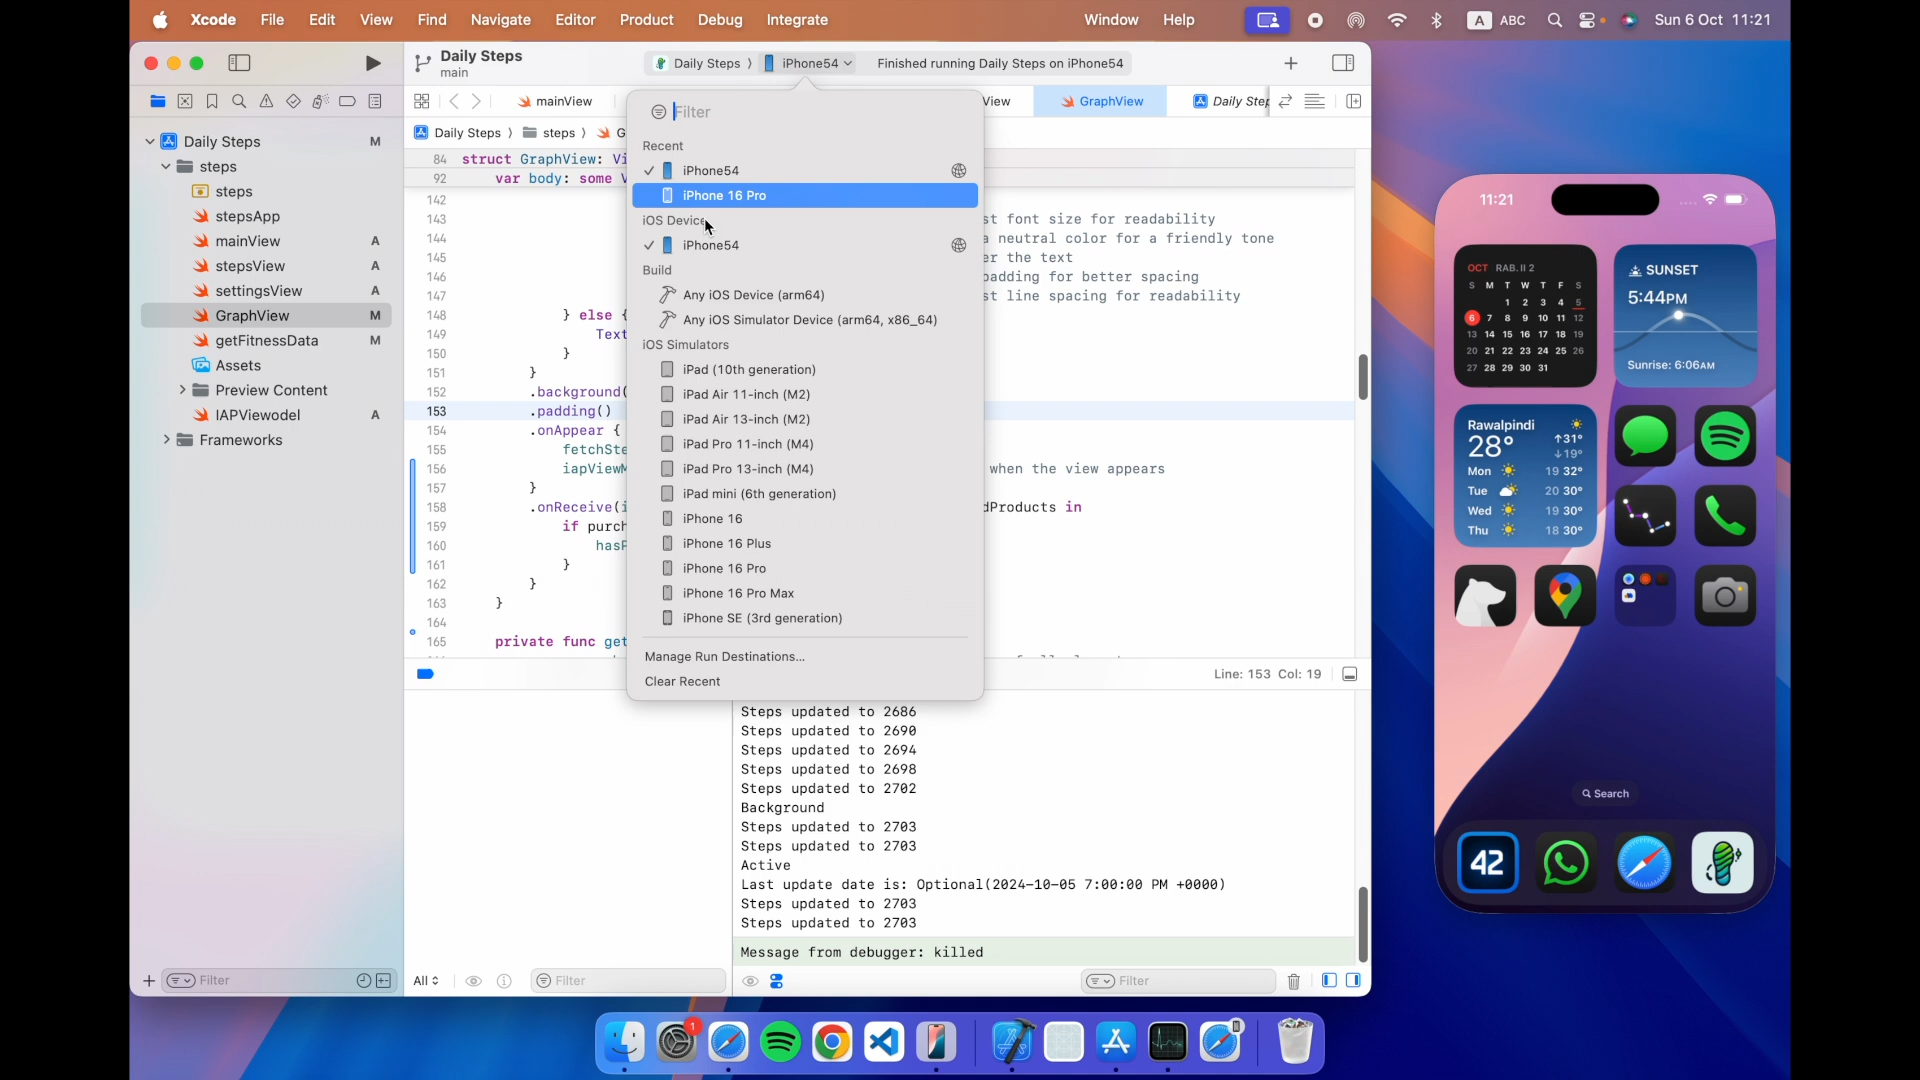 Xcode File Edit View Find Navigate Editor Product Debug Integrate Window Help A ABC Sun 6 Oct 11:21
Daily Steps
main
Daily Steps iPhone54 Finished running Daily Steps on iPhone54
mainView
View
GraphView
Daily Step
Daily Steps steps G
Daily Steps M
steps
steps
stepsApp
mainView A
stepsView A
settingsView A
GraphView M
getFitnessData M
Assets
Preview Content
IAPViewodel A
Frameworks
Filter
84 struct GraphView: Vi
92 var body: some V
142
143 st font size for readability
144 a neutral color for a friendly tone
145 er the text
146 padding for better spacing
147 st line spacing for readability
148 } else {
149 Text
150 }
151 }
152 .background(
153 .padding()
154 .onAppear {
155 fetchSte
156 iapViewM when the view appears
157 }
158 .onReceive(i dProducts in
159 if purch
160 hasP
161 }
162 }
163 }
164
165 private func get
Filter
Recent
iPhone54
iPhone 16 Pro
iOS Device
iPhone54
Build
Any iOS Device (arm64)
Any iOS Simulator Device (arm64, x86_64)
iOS Simulators
iPad (10th generation)
iPad Air 11-inch (M2)
iPad Air 13-inch (M2)
iPad Pro 11-inch (M4)
iPad Pro 13-inch (M4)
iPad mini (6th generation)
iPhone 16
iPhone 16 Plus
iPhone 16 Pro
iPhone 16 Pro Max
iPhone SE (3rd generation)
Manage Run Destinations...
Clear Recent
Line: 153 Col: 19
Steps updated to 2686
Steps updated to 2690
Steps updated to 2694
Steps updated to 2698
Steps updated to 2702
Background
Steps updated to 2703
Steps updated to 2703
Active
Last update date is: Optional(2024-10-05 7:00:00 PM +0000)
Steps updated to 2703
Steps updated to 2703
Message from debugger: killed
All
Filter
Filter
11:21
OCT RAB. II 2
S M T W T F S
1 2 3 4 5
6 7 8 9 10 11 12
13 14 15 16 17 18 19
20 21 22 23 24 25 26
27 28 29 30 31
SUNSET
5:44PM
Sunrise: 6:06AM
Rawalpindi
28° ↑31°
↓19°
Mon 19 32°
Tue 20 30°
Wed 19 30°
Thu 18 30°
Search
42
1